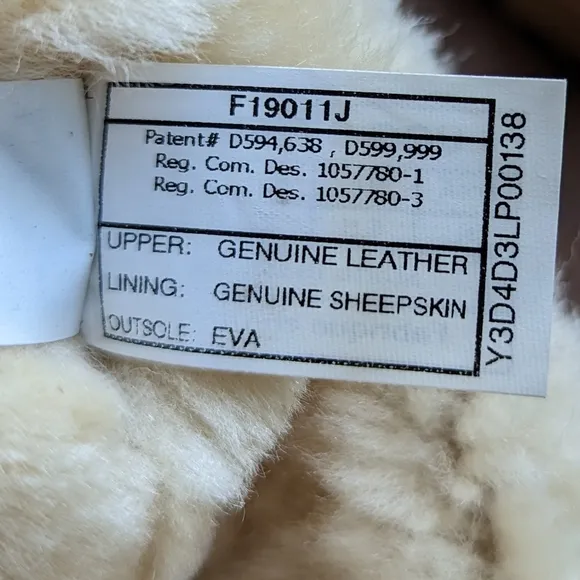 F19011J
Patent# D594,638 , D599,999
Reg. Com. Des. 1057780-1
Reg. Com. Des. 1057780-3
UPPER: GENUINE LEATHER
LINING: GENUINE SHEEPSKIN
OUTSOLE: EVA
Y3D4D3LP00138